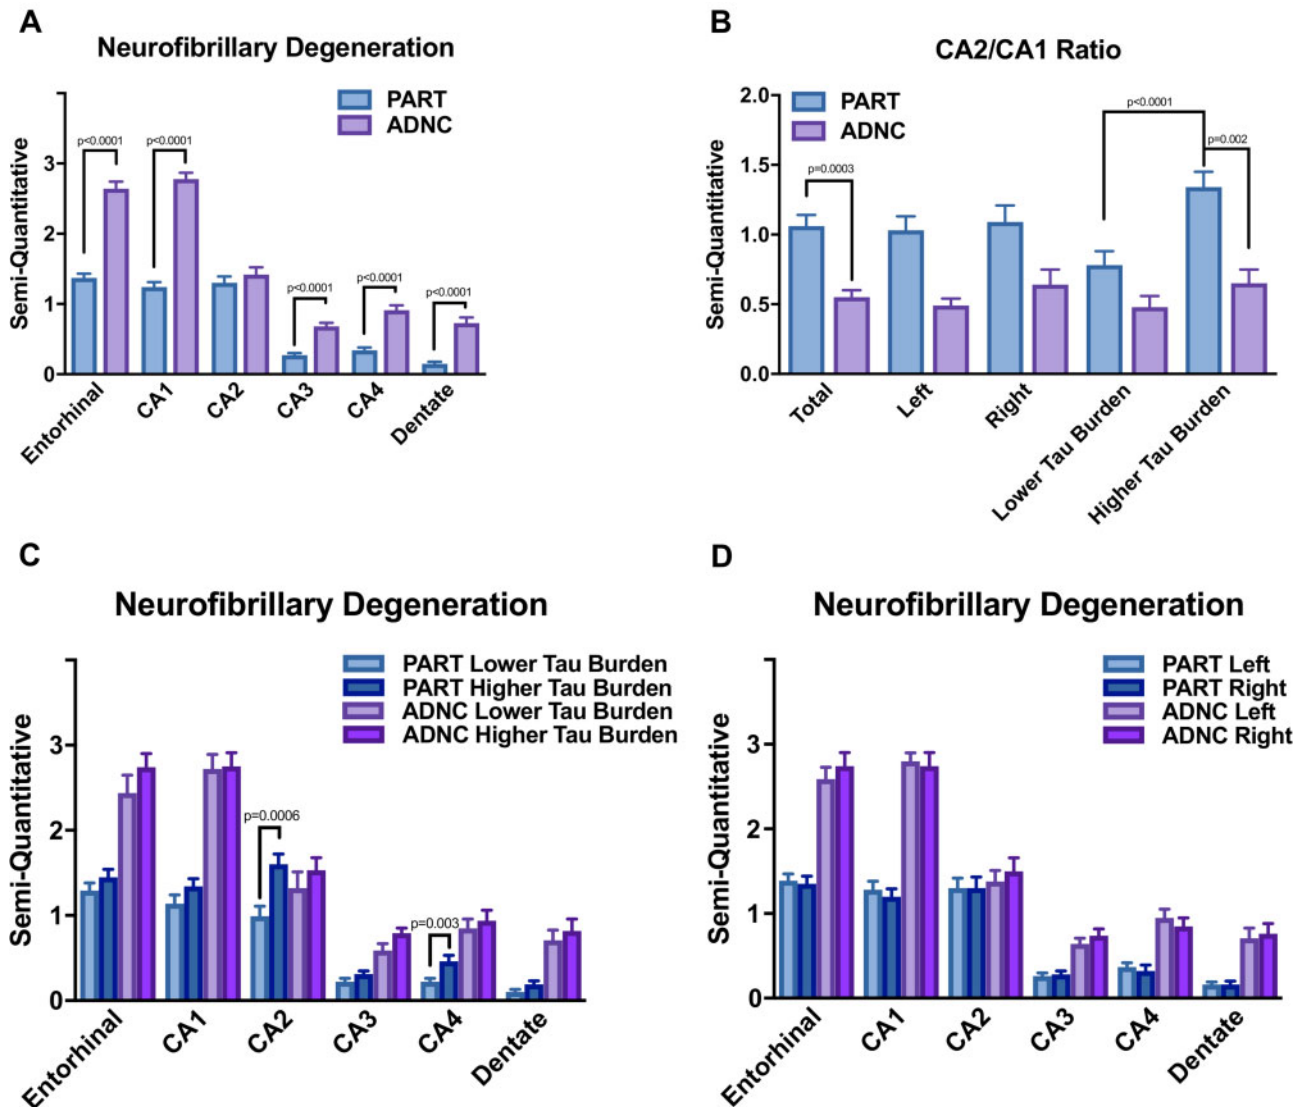 A
Neurofibrillary Degeneration
PART
ADNC
Semi-Quantitative
3
2
1
0
p<0.0001
p<0.0001
p<0.0001
p<0.0001
p<0.0001
Entorhinal
CA1
CA2
CA3
CA4
Dentate
B
CA2/CA1 Ratio
PART
ADNC
Semi-Quantitative
2.0
1.5
1.0
0.5
0.0
p=0.0003
p<0.0001
p=0.002
Total
Left
Right
Lower Tau Burden
Higher Tau Burden
C
Neurofibrillary Degeneration
PART Lower Tau Burden
PART Higher Tau Burden
ADNC Lower Tau Burden
ADNC Higher Tau Burden
Semi-Quantitative
3
2
1
0
p=0.0006
p=0.003
Entorhinal
CA1
CA2
CA3
CA4
Dentate
D
Neurofibrillary Degeneration
PART Left
PART Right
ADNC Left
ADNC Right
Semi-Quantitative
3
2
1
0
Entorhinal
CA1
CA2
CA3
CA4
Dentate